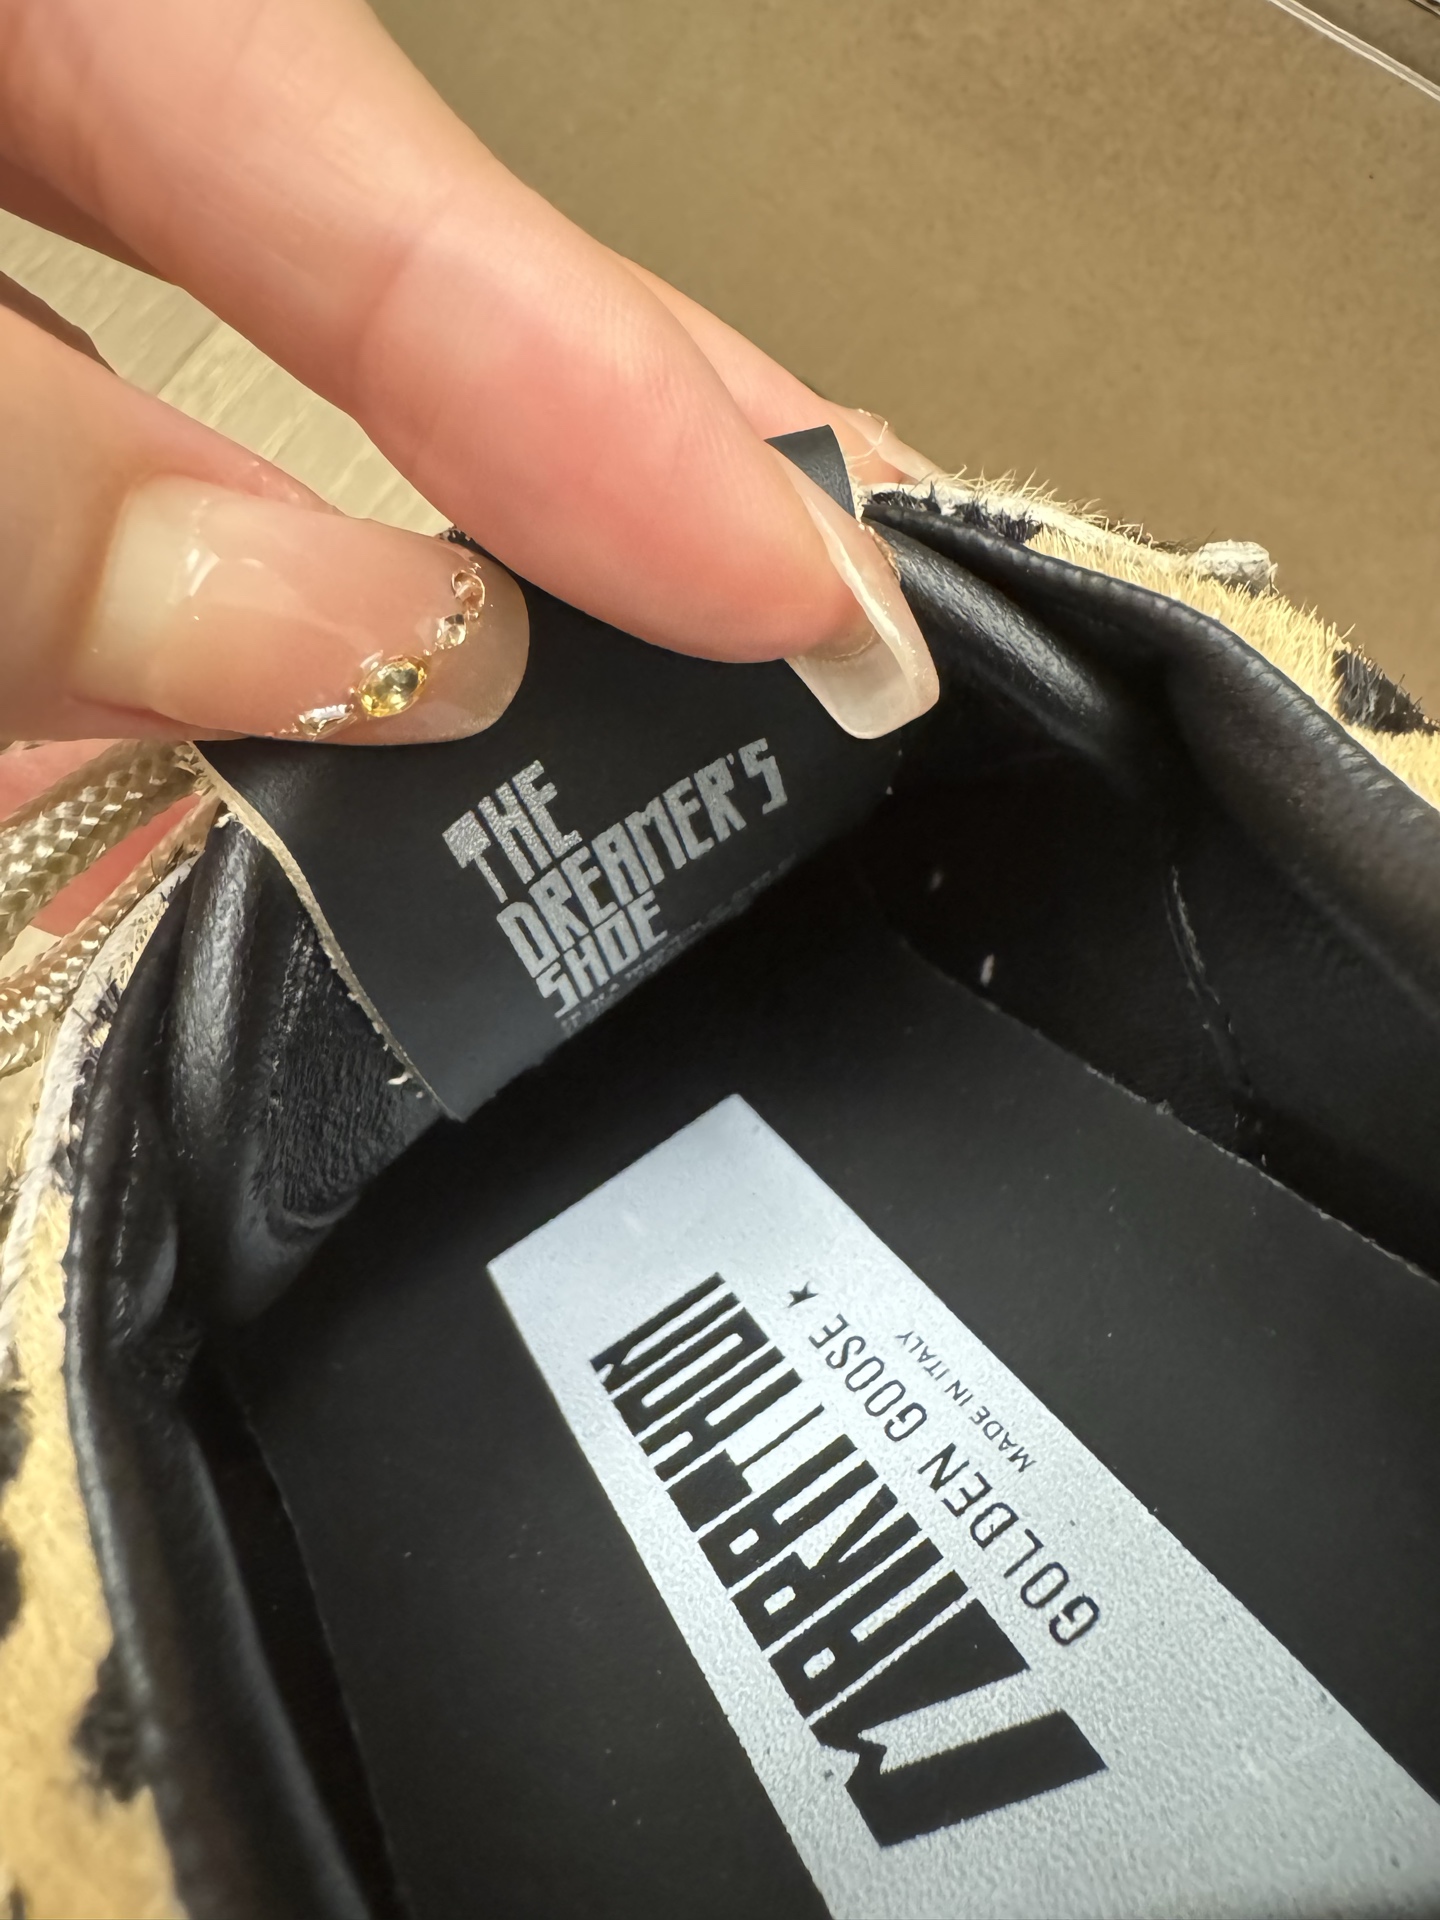 THE
DREAMER'S
SHOE
MARATHON
GOLDEN GOOSE
MADE IN ITALY